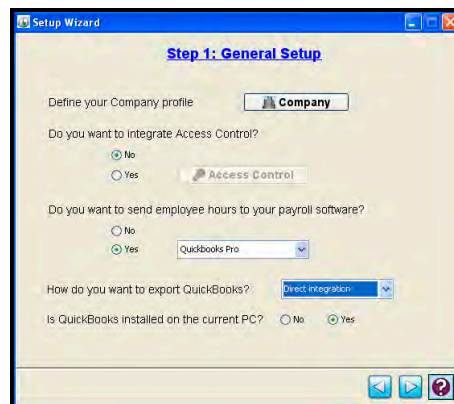 Setup Wizard
Step 1: General Setup
Define your Company profile Company
Do you want to integrate Access Control?
No
Yes Access Control
Do you want to send employee hours to your payroll software?
No
Yes Quickbooks Pro
How do you want to export QuickBooks? Direct integration
Is QuickBooks installed on the current PC? No Yes
?